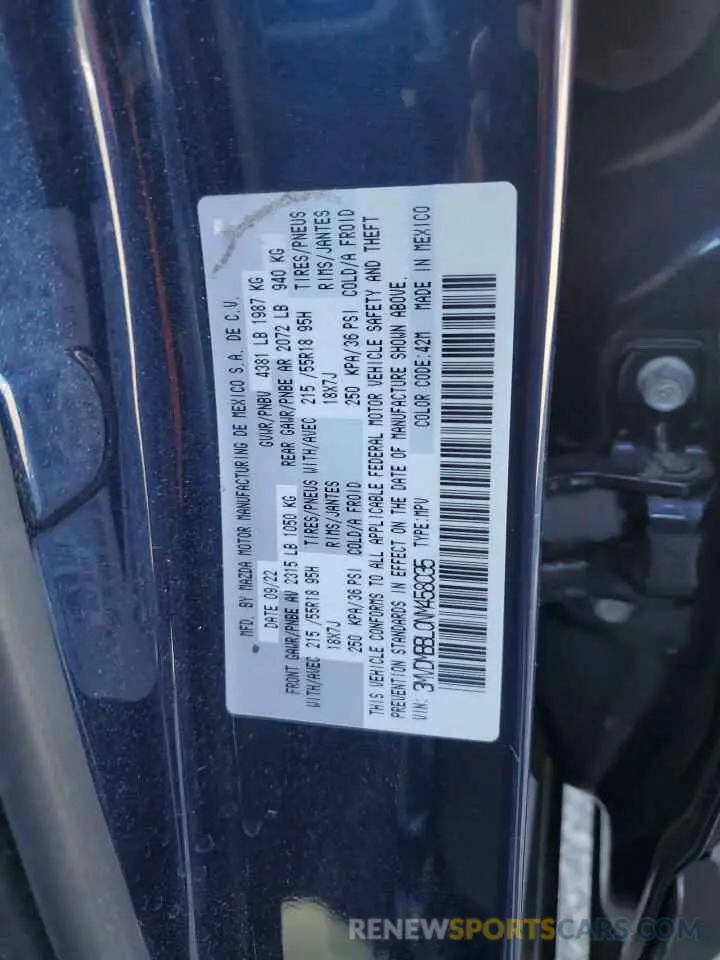 MFD. BY MAZDA MOTOR MANUFACTURING DE MEXICO S.A. DE C.V.
DATE 09/22 GVWR/PNBV 4381 LB 1987 KG
FRONT GAWR/PNBE AV 2315 LB 1050 KG REAR GAWR/PNBE AR 2072 LB 940 KG
WITH/AVEC 215 /55R18 95H TIRES/PNEUS WITH/AVEC 215 /55R18 95H TIRES/PNEUS
18X7J RIMS/JANTES 18X7J RIMS/JANTES
250 KPA/36 PSI COLD/A FROID 250 KPA/36 PSI COLD/A FROID
THIS VEHICLE CONFORMS TO ALL APPLICABLE FEDERAL MOTOR VEHICLE SAFETY AND THEFT
PREVENTION STANDARDS IN EFFECT ON THE DATE OF MANUFACTURE SHOWN ABOVE.
VIN: 3MVDMBBL0NM458035 TYPE:MPV COLOR CODE:42M MADE IN MEXICO
RENEWSPORTSCARS.COM